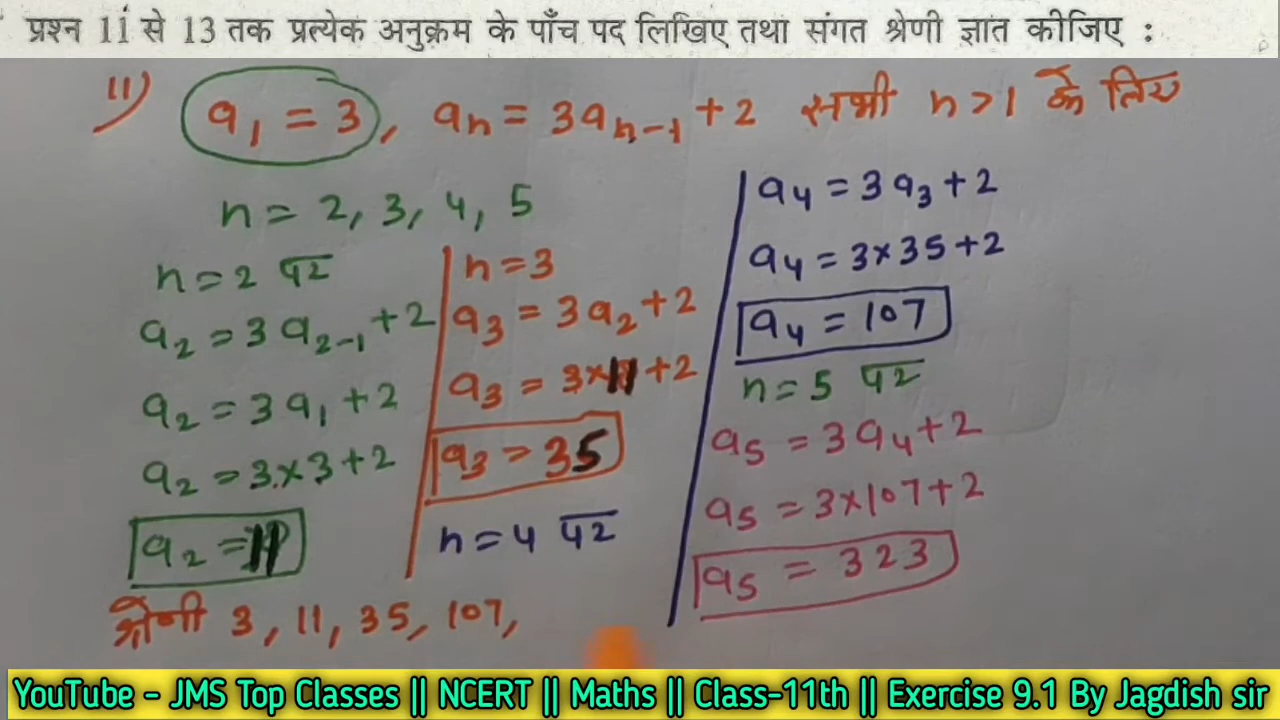 प्रश्न 11 से 13 तक प्रत्येक अनुक्रम के पाँच पद लिखिए तथा संगत श्रेणी ज्ञात कीजिए :
11) a₁ = 3, aₙ = 3aₙ₋₁ + 2 सभी n > 1 के लिए
n = 2, 3, 4, 5
n = 2 पर
a₂ = 3a₂₋₁ + 2
a₂ = 3a₁ + 2
a₂ = 3×3+2
a₂ = 11
n = 3
a₃ = 3a₂ + 2
a₃ = 3×11+2
a₃ = 35
n = 4 पर
a₄ = 3a₃ + 2
a₄ = 3×35+2
a₄ = 107
n = 5 पर
a₅ = 3a₄ + 2
a₅ = 3×107+2
a₅ = 323
श्रेणी 3, 11, 35, 107,
YouTube - JMS Top Classes || NCERT || Maths || Class-11th || Exercise 9.1 By Jagdish sir